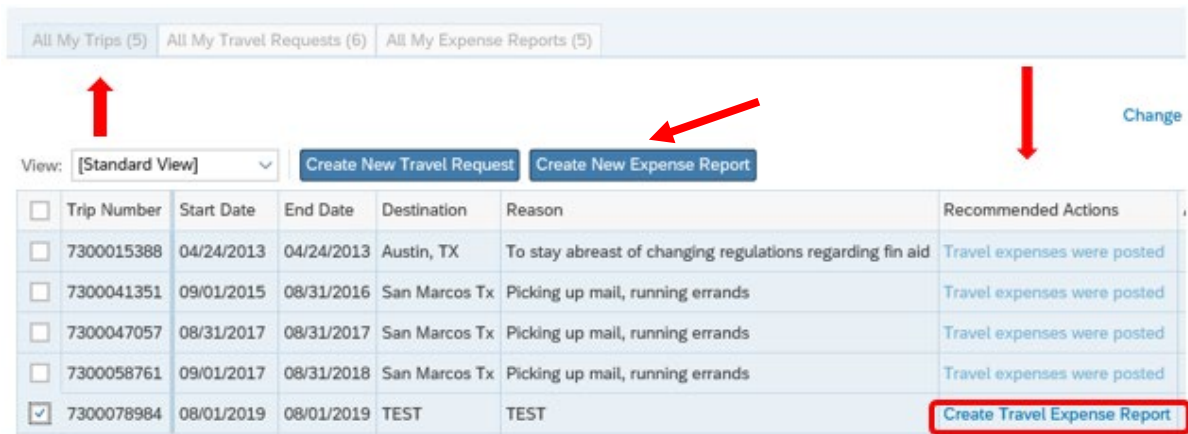 All My Trips (5) All My Travel Requests (6) All My Expense Reports (5)
Change
View: [Standard View] Create New Travel Request Create New Expense Report
Trip Number Start Date End Date Destination Reason Recommended Actions
7300015388 04/24/2013 04/24/2013 Austin, TX To stay abreast of changing regulations regarding fin aid Travel expenses were posted
7300041351 09/01/2015 08/31/2016 San Marcos Tx Picking up mail, running errands Travel expenses were posted
7300047057 08/31/2017 08/31/2017 San Marcos Tx Picking up mail, running errands Travel expenses were posted
7300058761 09/01/2017 08/31/2018 San Marcos Tx Picking up mail, running errands Travel expenses were posted
7300078984 08/01/2019 08/01/2019 TEST TEST Create Travel Expense Report